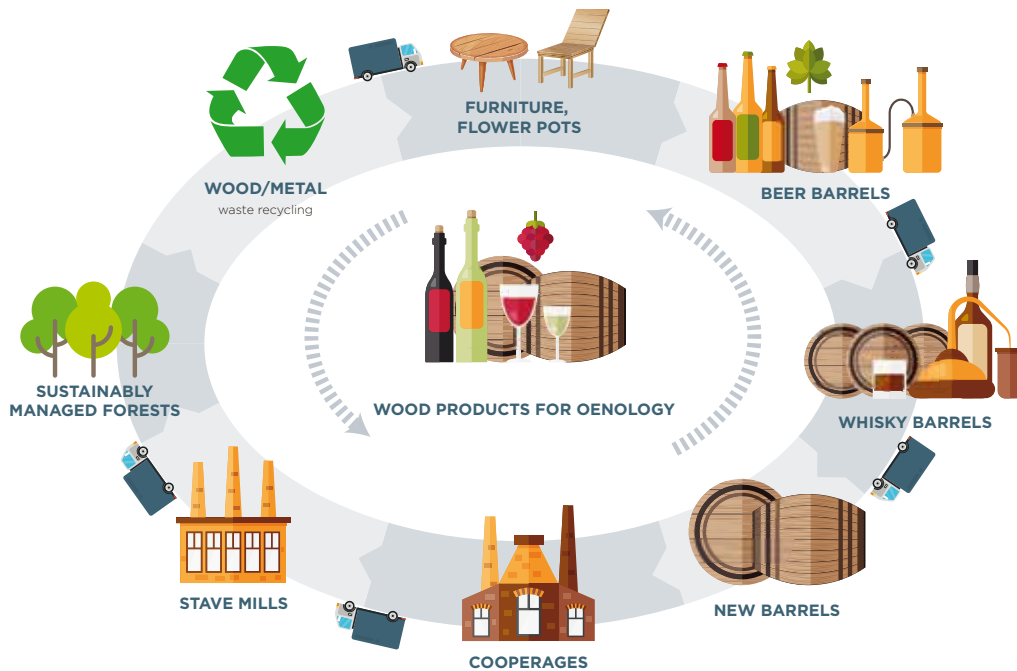 FURNITURE,
FLOWER POTS
BEER BARRELS
WOOD/METAL
waste recycling
SUSTAINABLY
MANAGED FORESTS
WOOD PRODUCTS FOR OENOLOGY
WHISKY BARRELS
STAVE MILLS
NEW BARRELS
COOPERAGES